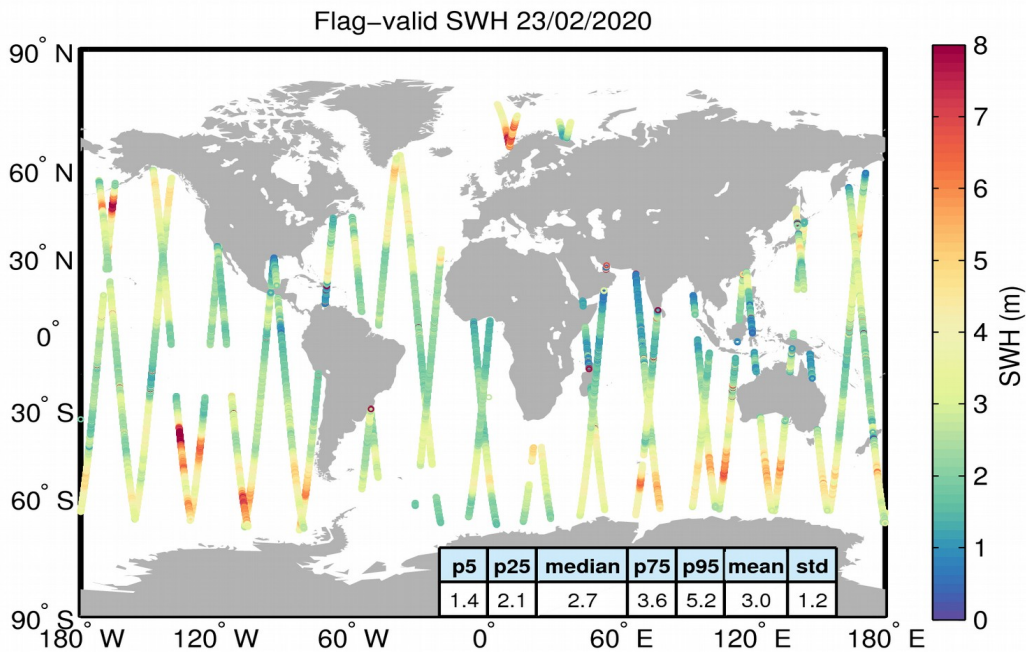 Flag−valid SWH 23/02/2020
90° N
60° N
30° N
0°
30° S
60° S
90° S
180° W
120° W
60° W
0°
60° E
120° E
180° E
p5 p25 median p75 p95 mean std
1.4 2.1 2.7 3.6 5.2 3.0 1.2
8
7
6
5
4
3
2
1
0
SWH (m)